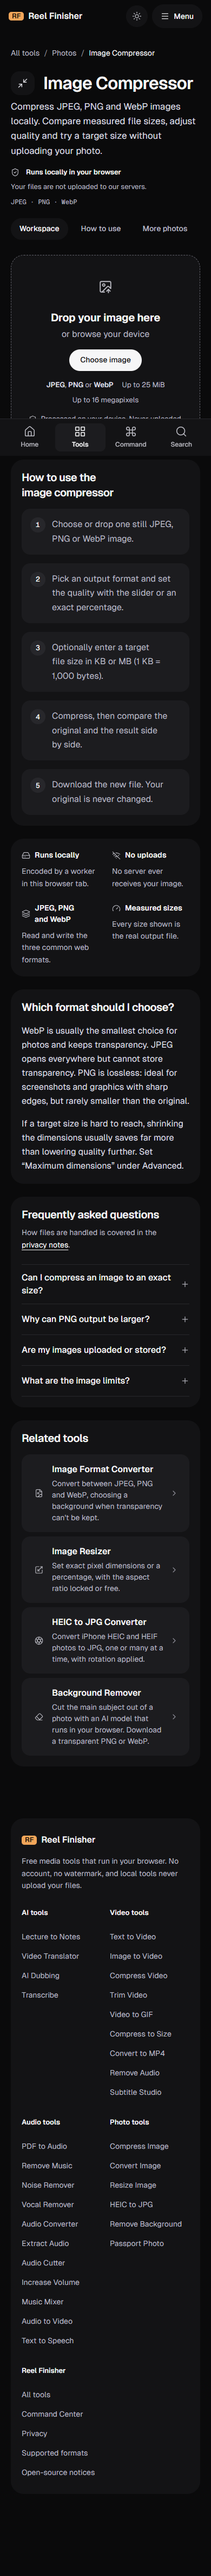 RF Reel Finisher
Menu
All tools / Photos / Image Compressor
Image Compressor
Compress JPEG, PNG and WebP images
locally. Compare measured file sizes, adjust
quality and try a target size without
uploading your photo.
Runs locally in your browser
Your files are not uploaded to our servers.
JPEG · PNG · WebP
Workspace How to use More photos
Drop your image here
or browse your device
Choose image
JPEG, PNG or WebP Up to 25 MiB
Up to 16 megapixels
Home Tools Command Search
How to use the
image compressor
1 Choose or drop one still JPEG,
PNG or WebP image.
2 Pick an output format and set
the quality with the slider or an
exact percentage.
3 Optionally enter a target
file size in KB or MB (1 KB =
1,000 bytes).
4 Compress, then compare the
original and the result side
by side.
5 Download the new file. Your
original is never changed.
Runs locally
Encoded by a worker
in this browser tab.
No uploads
No server ever
receives your image.
JPEG, PNG
and WebP
Read and write the
three common web
formats.
Measured sizes
Every size shown is
the real output file.
Which format should I choose?
WebP is usually the smallest choice for
photos and keeps transparency. JPEG
opens everywhere but cannot store
transparency. PNG is lossless: ideal for
screenshots and graphics with sharp
edges, but rarely smaller than the original.
If a target size is hard to reach, shrinking
the dimensions usually saves far more
than lowering quality further. Set
“Maximum dimensions” under Advanced.
Frequently asked questions
How files are handled is covered in the
privacy notes.
Can I compress an image to an exact
size?
Why can PNG output be larger?
Are my images uploaded or stored?
What are the image limits?
Related tools
Image Format Converter
Convert between JPEG, PNG
and WebP, choosing a
background when transparency
can't be kept.
Image Resizer
Set exact pixel dimensions or a
percentage, with the aspect
ratio locked or free.
HEIC to JPG Converter
Convert iPhone HEIC and HEIF
photos to JPG, one or many at a
time, with rotation applied.
Background Remover
Cut the main subject out of a
photo with an AI model that
runs in your browser. Download
a transparent PNG or WebP.
RF Reel Finisher
Free media tools that run in your browser. No
account, no watermark, and local tools never
upload your files.
AI tools
Lecture to Notes
Video Translator
AI Dubbing
Transcribe
Video tools
Text to Video
Image to Video
Compress Video
Trim Video
Video to GIF
Compress to Size
Convert to MP4
Remove Audio
Subtitle Studio
Audio tools
PDF to Audio
Remove Music
Noise Remover
Vocal Remover
Audio Converter
Extract Audio
Audio Cutter
Increase Volume
Music Mixer
Audio to Video
Text to Speech
Photo tools
Compress Image
Convert Image
Resize Image
HEIC to JPG
Remove Background
Passport Photo
Reel Finisher
All tools
Command Center
Privacy
Supported formats
Open-source notices